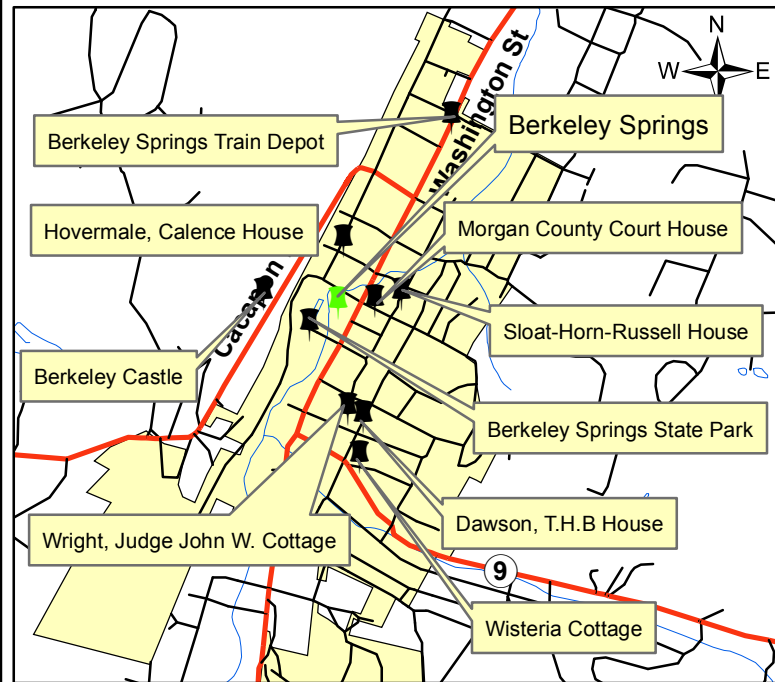 N
W E
Washington St
Berkeley Springs
Berkeley Springs Train Depot
Hovermale, Calence House
Morgan County Court House
Cacapon
Sloat-Horn-Russell House
Berkeley Castle
Berkeley Springs State Park
Wright, Judge John W. Cottage
Dawson, T.H.B House
9
Wisteria Cottage